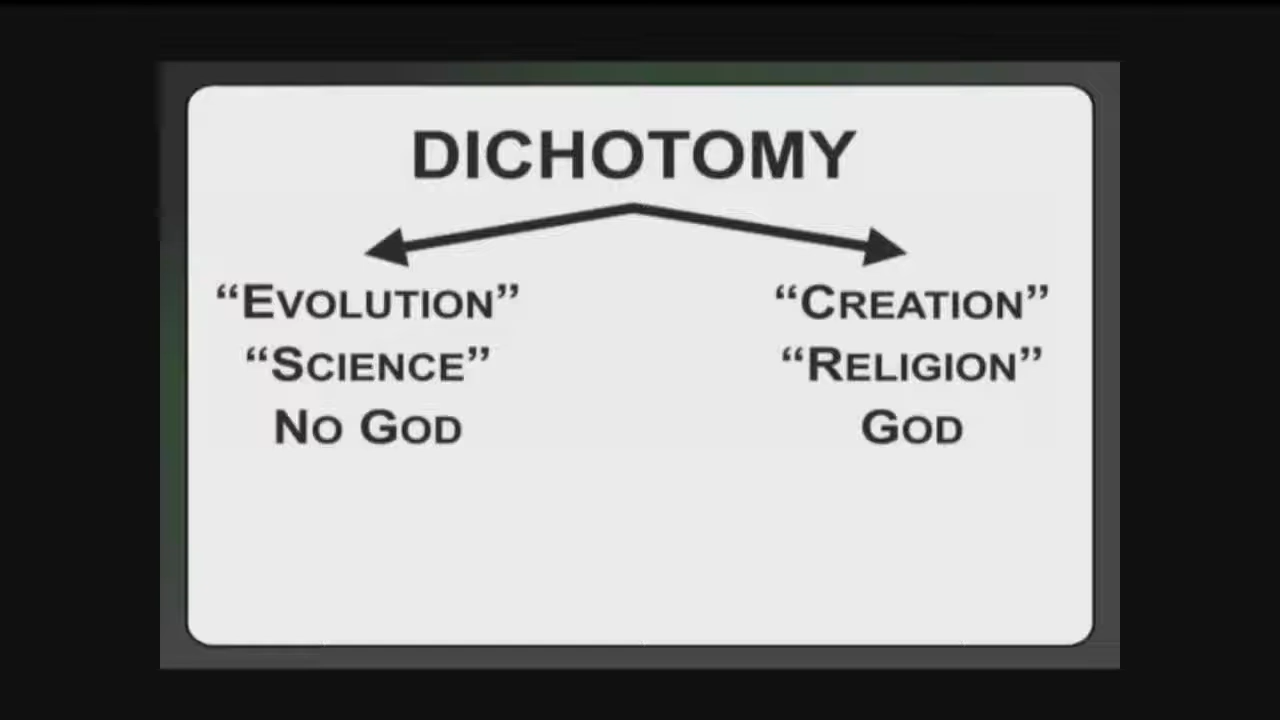 DICHOTOMY
“EVOLUTION” “CREATION”
“SCIENCE” “RELIGION”
NO GOD GOD